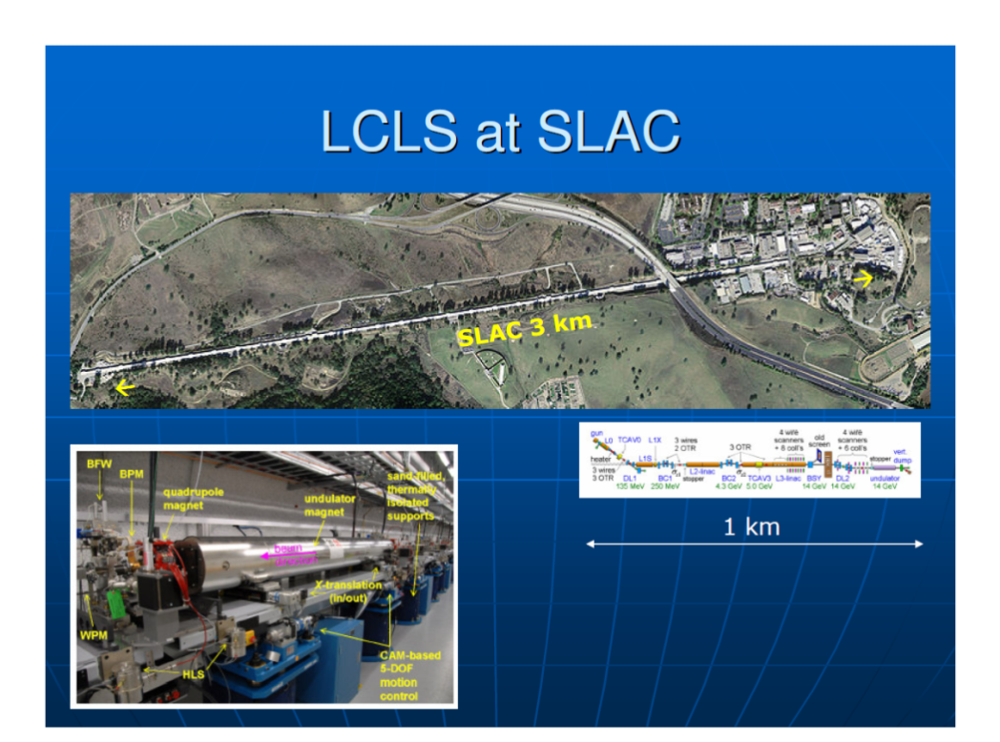 LCLS at SLAC
SLAC 3 km
BFW
BPM
quadrupole
magnet
undulator
magnet
sand-filled,
thermally
isolated
supports
beam
direction
X-translation
(in/out)
WPM
HLS
CAM-based
5-DOF
motion
control
gun
L0
TCAV0
L1X
3 wires
2 OTR
3 OTR
4 wire
scanners
+ 6 coll's
old
screen
4 wire
scanners
+ 6 coll's
vert.
dump
heater
L1S
stopper
3 wires
3 OTR
DL1
135 MeV
BC1
250 MeV
L2-linac
stopper
BC2
4.3 GeV
TCAV3
5.0 GeV
L3-linac
BSY
14 GeV
DL2
14 GeV
undulator
14 GeV
1 km